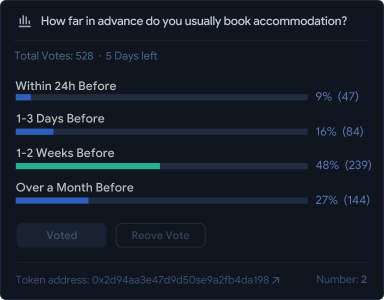 How far in advance do you usually book accommodation?
Total Votes: 528 · 5 Days left
Within 24h Before
9% (47)
1-3 Days Before
16% (84)
1-2 Weeks Before
48% (239)
Over a Month Before
27% (144)
Voted
Reove Vote
Token address: 0x2d94aa3e47d9d50se9a2fb4da198 ↗
Number: 2